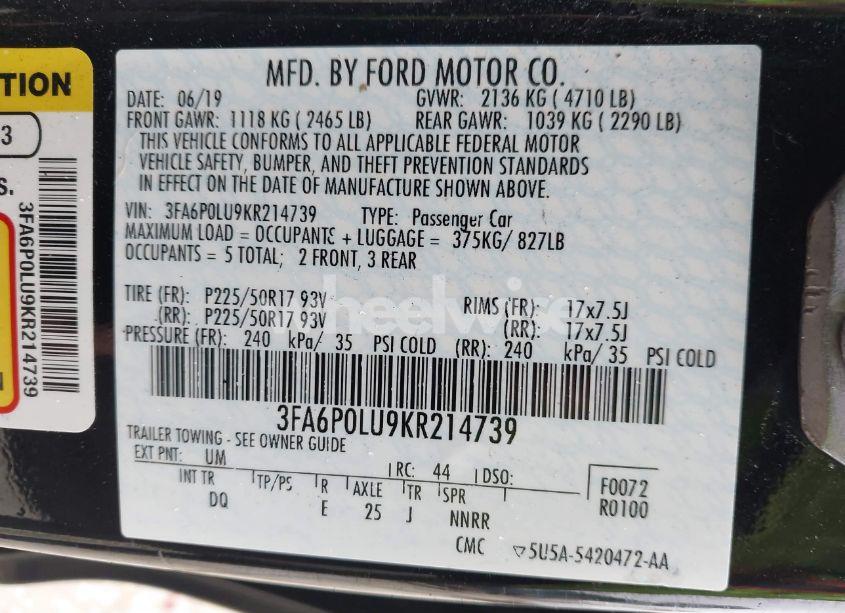 TION
3
S.
3FA6P0LU9KR214739
N
MFD. BY FORD MOTOR CO.
DATE: 06/19 GVWR: 2136 KG ( 4710 LB)
FRONT GAWR: 1118 KG ( 2465 LB) REAR GAWR: 1039 KG ( 2290 LB)
THIS VEHICLE CONFORMS TO ALL APPLICABLE FEDERAL MOTOR
VEHICLE SAFETY, BUMPER, AND THEFT PREVENTION STANDARDS
IN EFFECT ON THE DATE OF MANUFACTURE SHOWN ABOVE.
VIN: 3FA6P0LU9KR214739 TYPE: Passenger Car
MAXIMUM LOAD = OCCUPANTS + LUGGAGE = 375KG/ 827LB
OCCUPANTS = 5 TOTAL; 2 FRONT, 3 REAR
TIRE (FR): P225/50R17 93V RIMS (FR): 17x7.5J
(RR): P225/50R17 93V (RR): 17x7.5J
wheelwise
PRESSURE (FR): 240 kPa/ 35 PSI COLD (RR): 240 kPa/ 35 PSI COLD
3FA6P0LU9KR214739
TRAILER TOWING - SEE OWNER GUIDE
EXT PNT: UM RC: 44 DSO: F0072
INT TR TP/PS R AXLE TR SPR R0100
DQ E 25 J NNRR
CMC ▽5U5A-5420472-AA